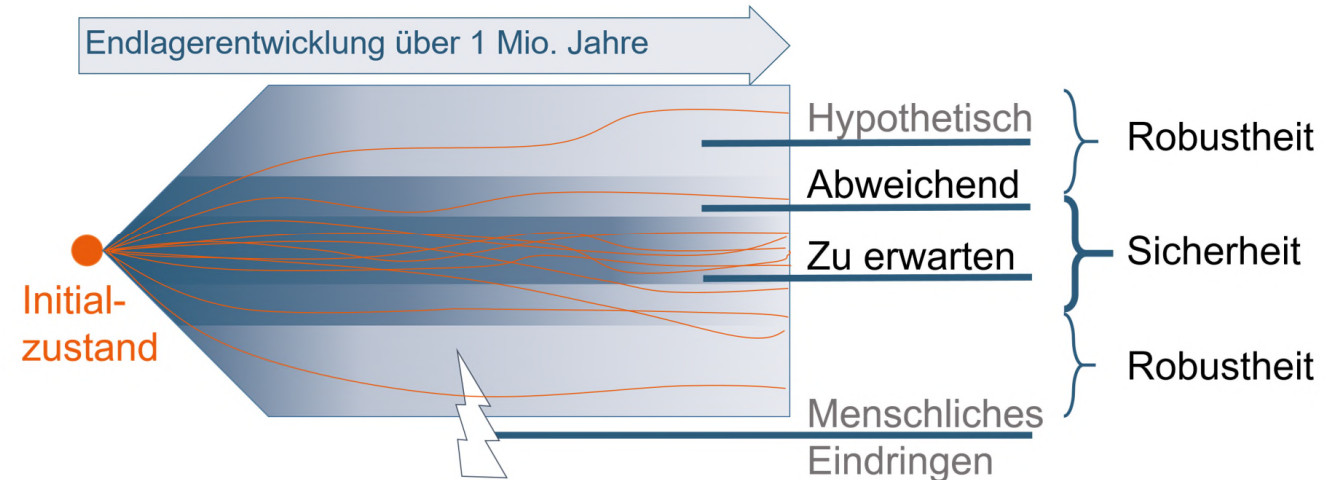 Endlagerentwicklung über 1 Mio. Jahre
Hypothetisch
Robustheit
Abweichend
Zu erwarten
Sicherheit
Initial-
zustand
Robustheit
Menschliches
Eindringen